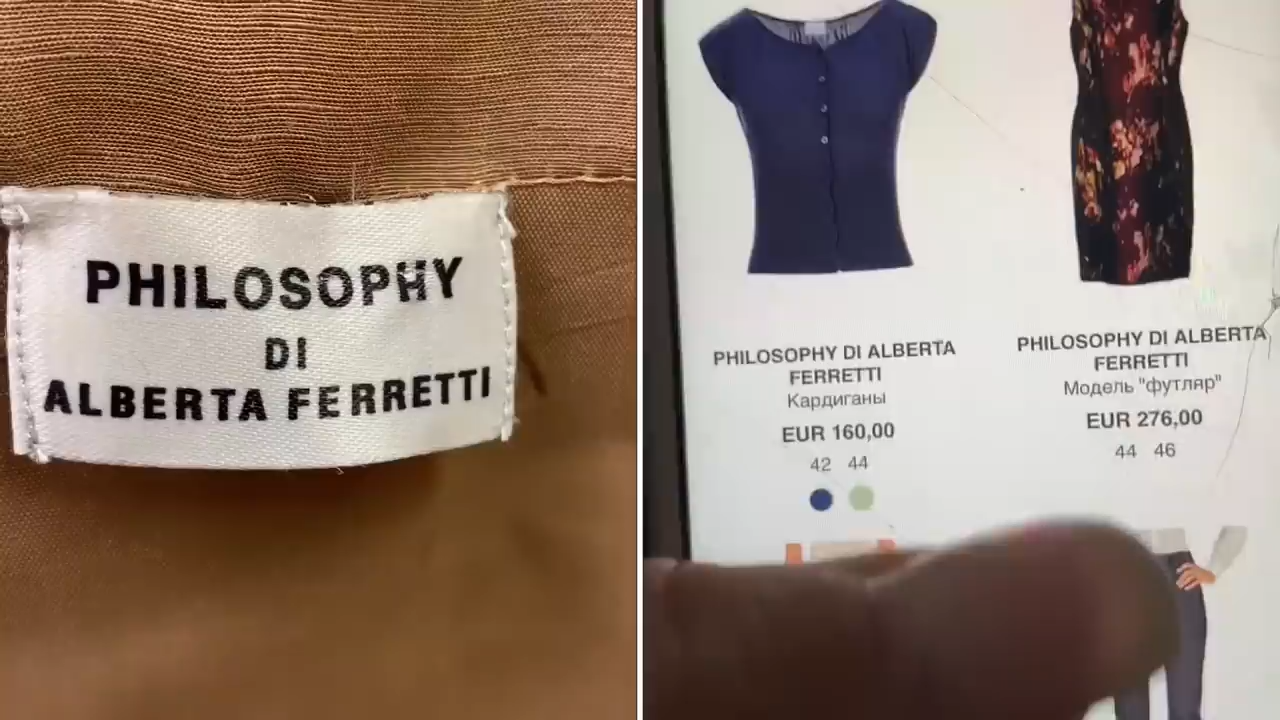 PHILOSOPHY
DI
ALBERTA FERRETTI
PHILOSOPHY DI ALBERTA
FERRETTI
Кардиганы
EUR 160,00
42 44
PHILOSOPHY DI ALBERTA
FERRETTI
Модель "футляр"
EUR 276,00
44 46